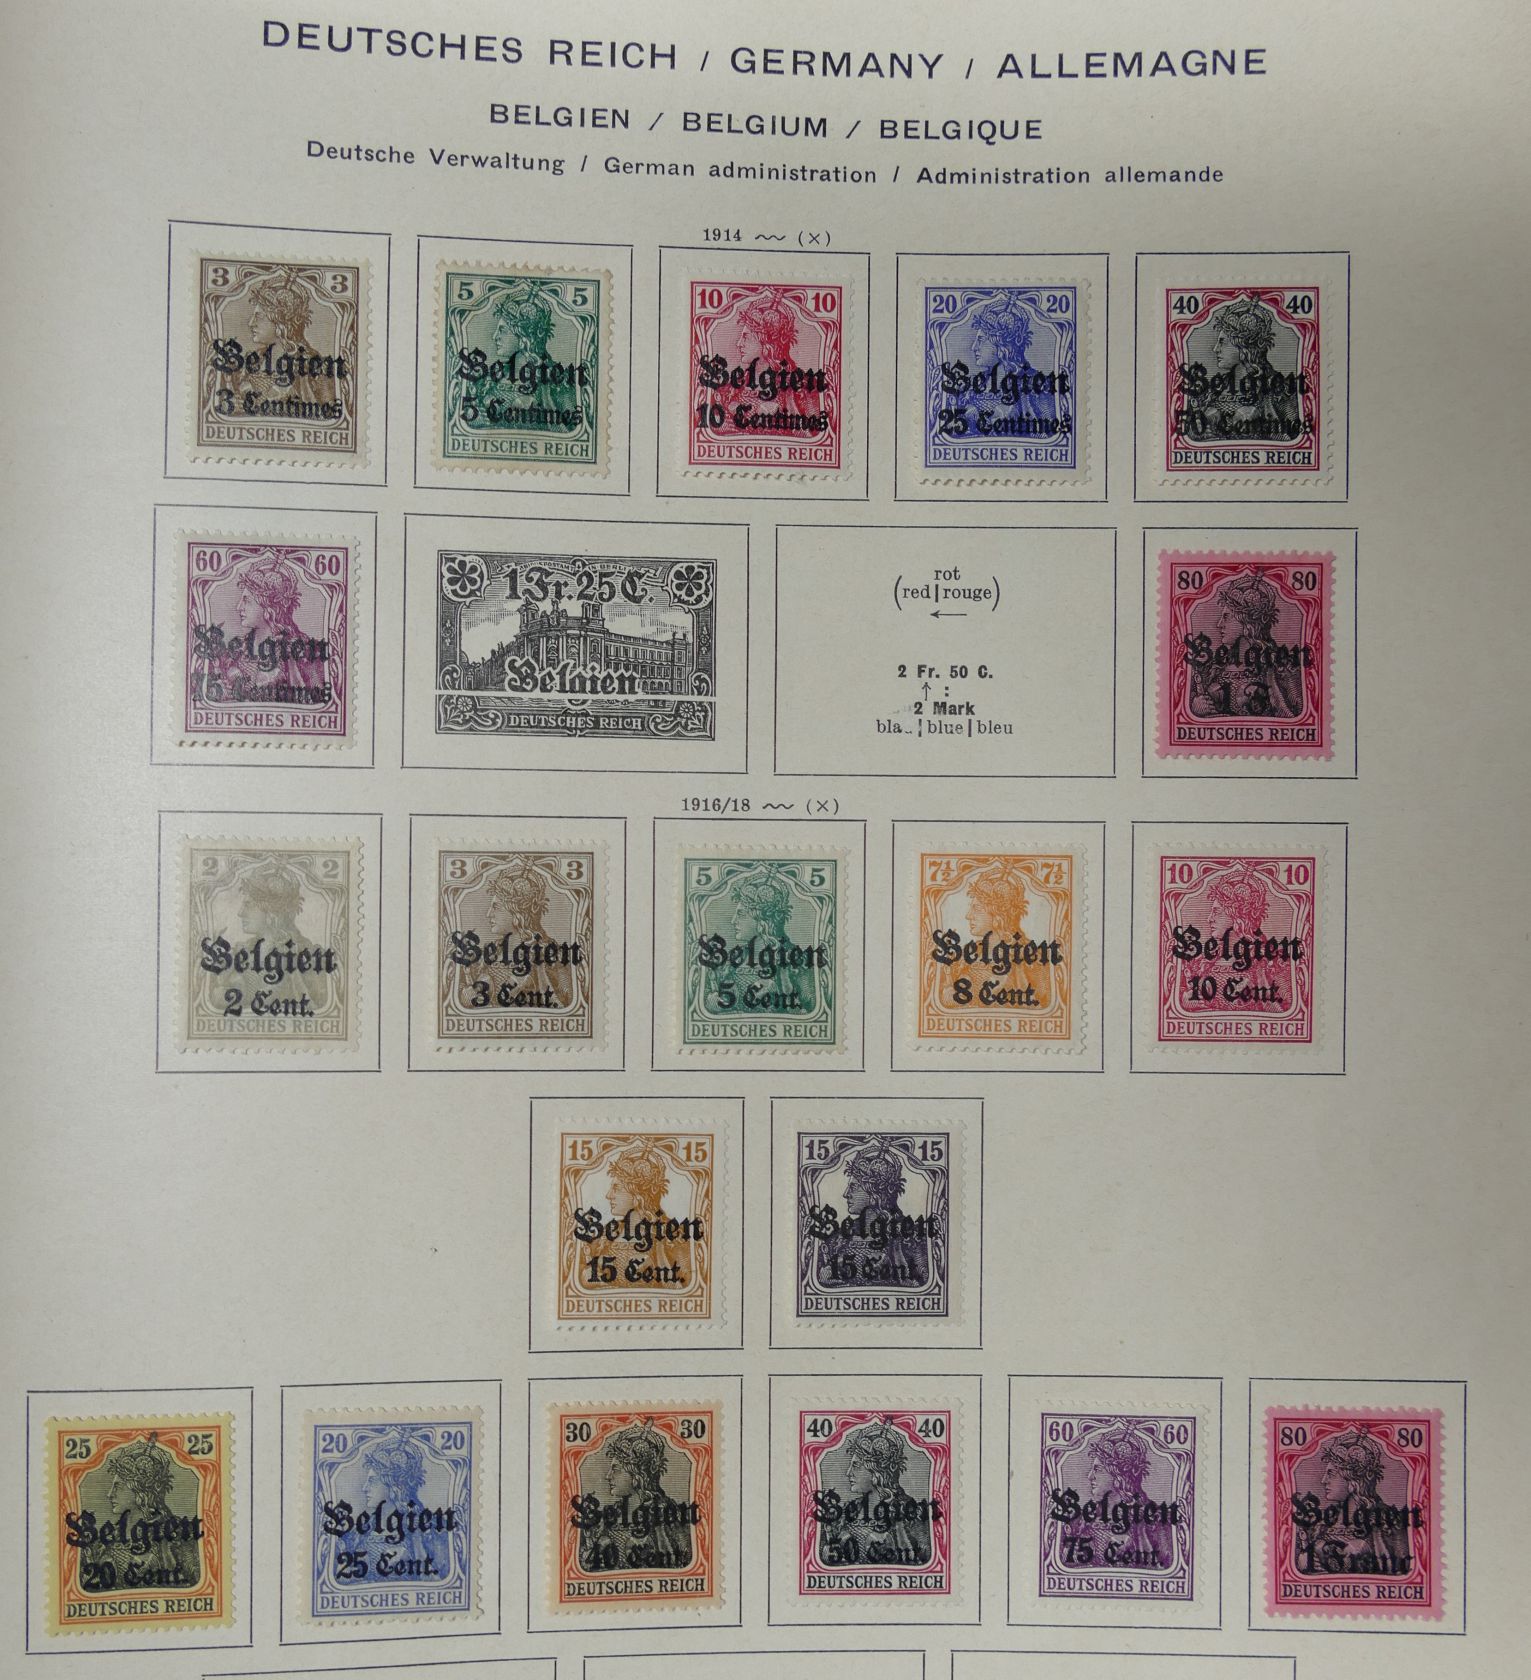 DEUTSCHES REICH / GERMANY / ALLEMAGNE
BELGIEN / BELGIUM / BELGIQUE
Deutsche Verwaltung / German administration / Administration allemande
1914 ~~ (×)
3 3
Belgien
3 Centimes
DEUTSCHES REICH
5 5
Belgien
5 Centimes
DEUTSCHES REICH
10 10
Belgien
10 Centimes
DEUTSCHES REICH
20 20
Belgien
25 Centimes
DEUTSCHES REICH
40 40
Belgien
50 Centimes
DEUTSCHES REICH
60 60
Belgien
75 Centimes
DEUTSCHES REICH
1 Fr. 25 C.
Belgien
DEUTSCHES REICH
rot
(red|rouge)
←
2 Fr. 50 C.
↑ :
2 Mark
|blue|bleu
80 80
Belgien
1 F
DEUTSCHES REICH
1916/18 ~~ (×)
2 2
Belgien
2 Cent.
DEUTSCHES REICH
3 3
Belgien
3 Cent.
DEUTSCHES REICH
5 5
Belgien
5 Cent.
DEUTSCHES REICH
7½ 7½
Belgien
8 Cent.
DEUTSCHES REICH
10 10
Belgien
10 Cent.
DEUTSCHES REICH
15 15
Belgien
15 Cent.
DEUTSCHES REICH
15 15
Belgien
15 Cent.
DEUTSCHES REICH
25 25
Belgien
20 Cent.
DEUTSCHES REICH
20 20
Belgien
25 Cent.
DEUTSCHES REICH
30 30
Belgien
40 Cent.
DEUTSCHES REICH
40 40
Belgien
50 Cent.
DEUTSCHES REICH
60 60
Belgien
75 Cent.
DEUTSCHES REICH
80 80
Belgien
1 Franc
DEUTSCHES REICH